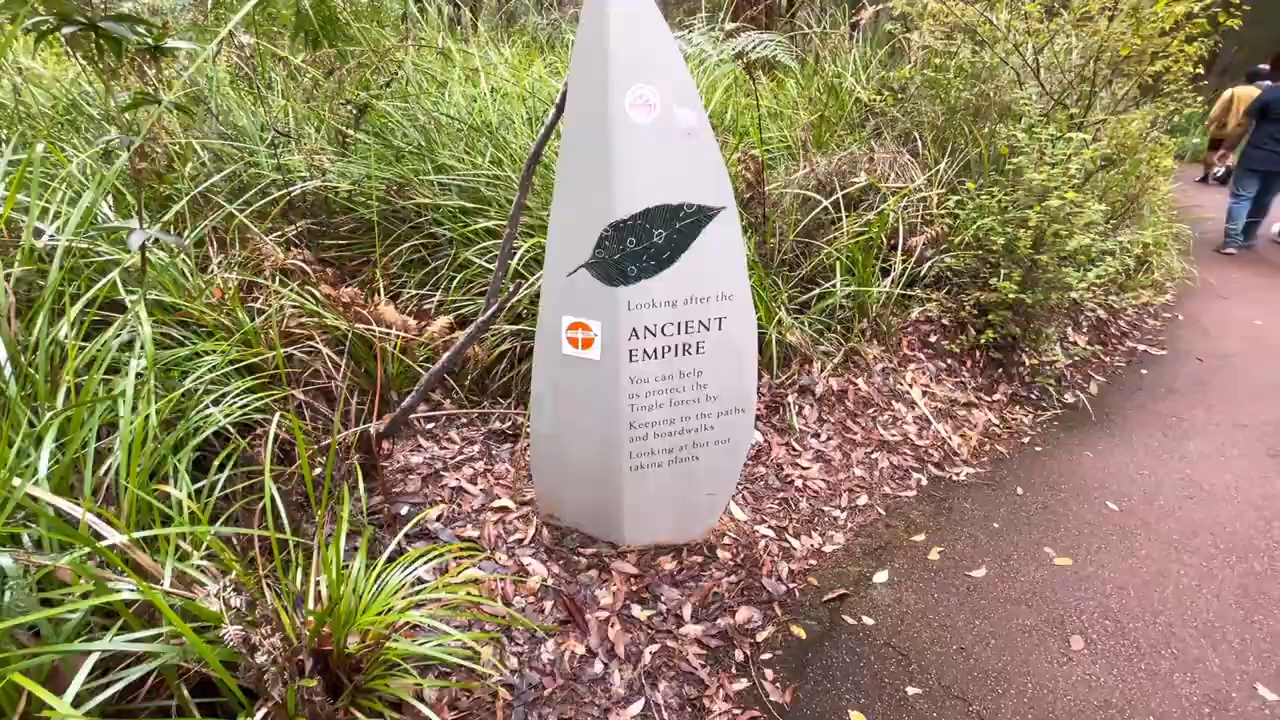 Looking after the
ANCIENT
EMPIRE
You can help
us protect the
Tingle forest by
Keeping to the paths
and boardwalks
Looking at but not
taking plants